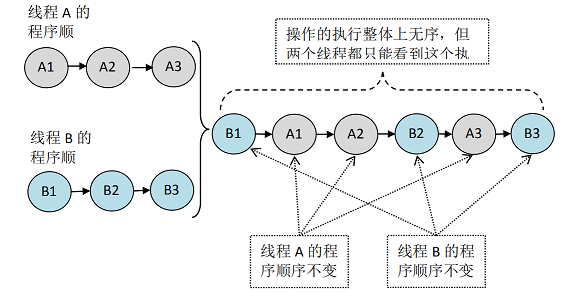 线程 A 的
程序顺
A1
A2
A3
线程 B 的
程序顺
B1
B2
B3
操作的执行整体上无序，但
两个线程都只能看到这个执
B1
A1
A2
B2
A3
B3
线程 A 的程
序顺序不变
线程 B 的程
序顺序不变